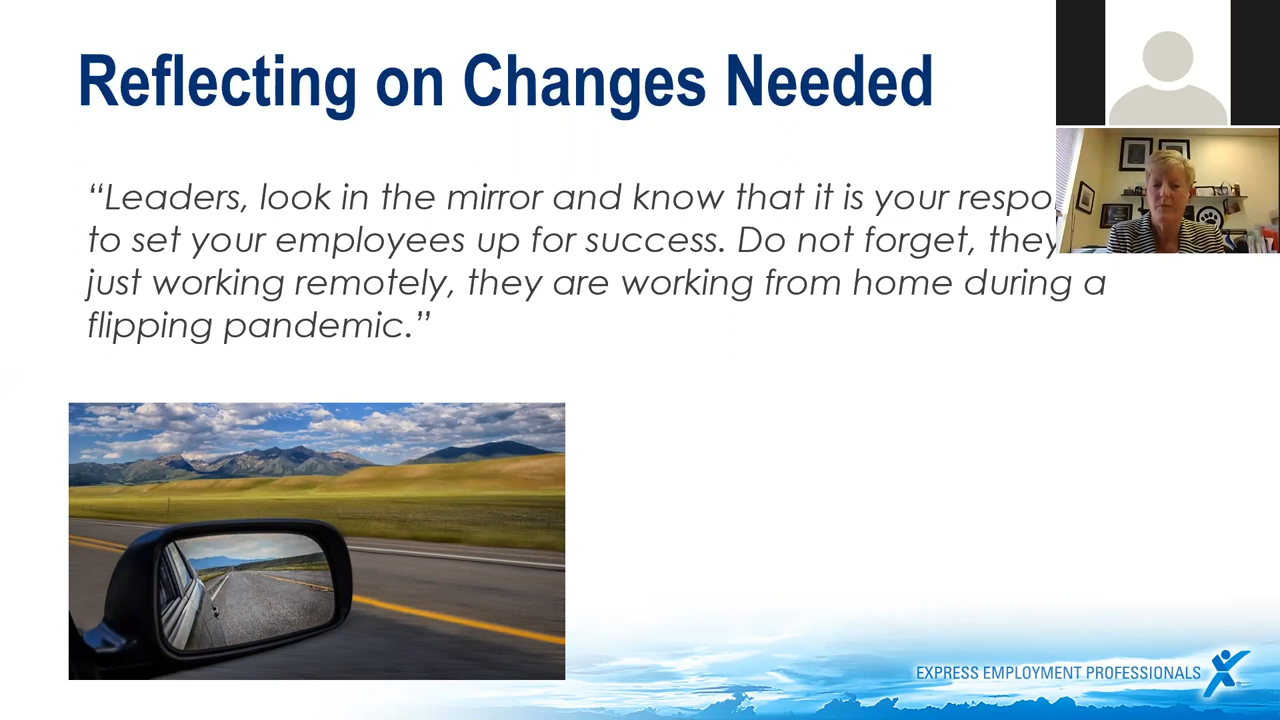 Reflecting on Changes Needed
“Leaders, look in the mirror and know that it is your respo
to set your employees up for success. Do not forget, they
just working remotely, they are working from home during a
flipping pandemic.”
EXPRESS EMPLOYMENT PROFESSIONALS